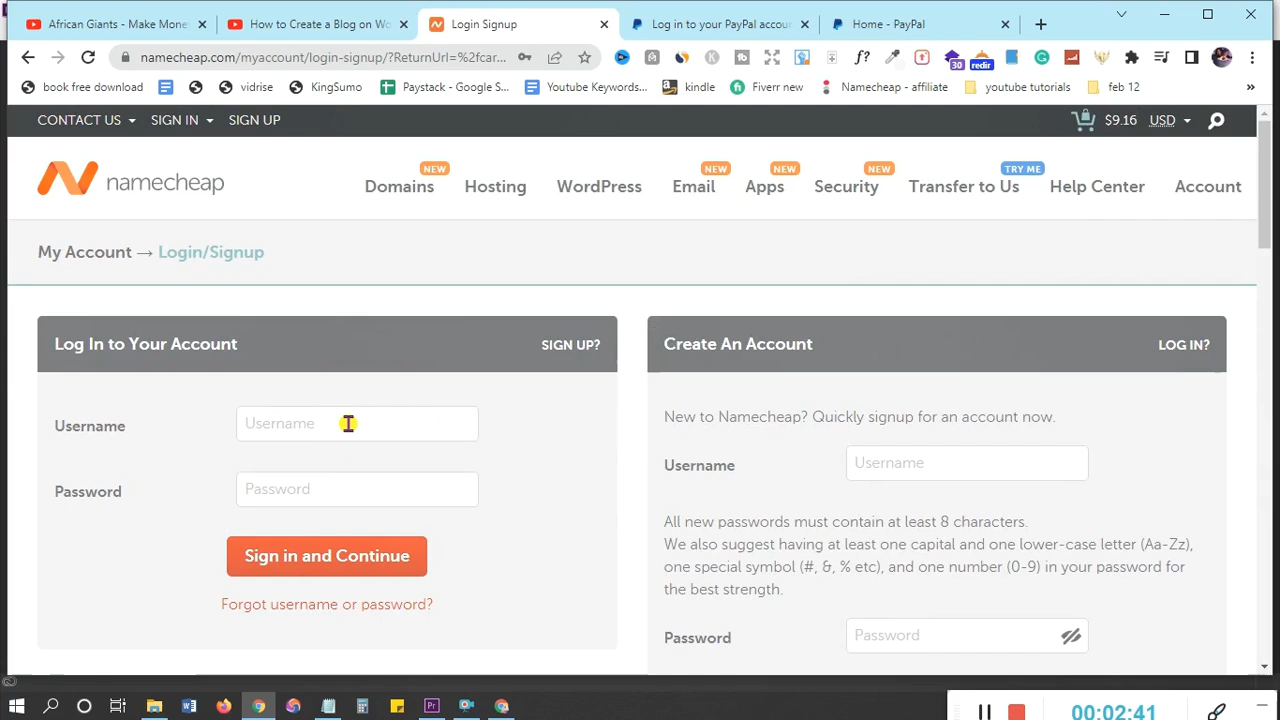 African Giants - Make Mone
How to Create a Blog on Wo
Login Signup
Log in to your PayPal accou
Home - PayPal
namecheap.com/myaccount/login-signup/?ReturnUrl=%2fcar...
f?
30
redir
book free download
vidriss
KingSumo
Paystack - Google S...
Youtube Keywords...
kindle
Fiverr new
Namecheap - affiliate
youtube tutorials
feb 12
»
CONTACT US
SIGN IN
SIGN UP
$9.16
USD
namecheap
NEW
NEW
NEW
NEW
TRY ME
Domains
Hosting
WordPress
Email
Apps
Security
Transfer to Us
Help Center
Account
My Account → Login/Signup
Log In to Your Account
SIGN UP?
Username
Username
Password
Password
Sign in and Continue
Forgot username or password?
Create An Account
LOG IN?
New to Namecheap? Quickly signup for an account now.
Username
Username
All new passwords must contain at least 8 characters.
We also suggest having at least one capital and one lower-case letter (Aa-Zz),
one special symbol (#, &, % etc), and one number (0-9) in your password for
the best strength.
Password
Password
Pr
00:02:41